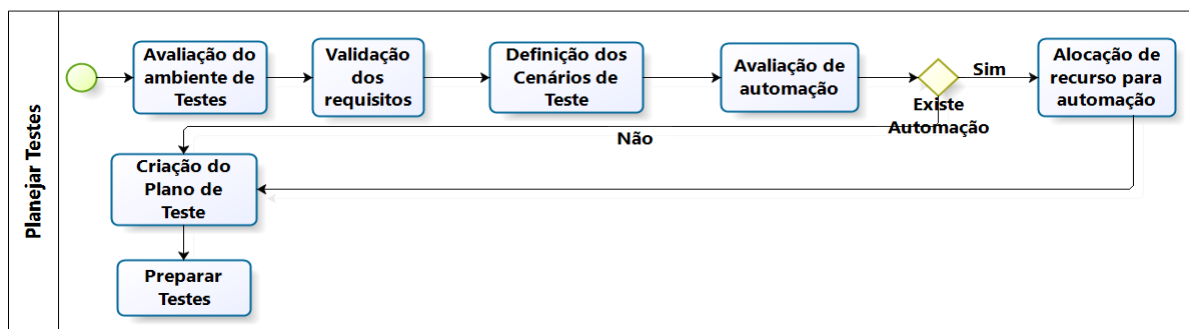 Planejar Testes
Avaliação do
ambiente de
Testes
Validação
dos
requisitos
Definição dos
Cenários de
Teste
Avaliação de
automação
Existe
Automação
Sim
Alocação de
recurso para
automação
Não
Criação do
Plano de
Teste
Preparar
Testes